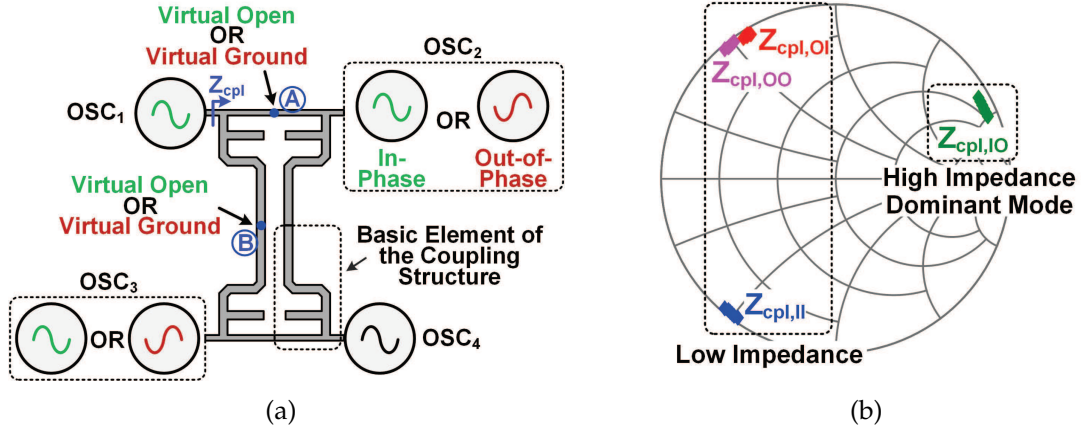 Virtual Open
OR
Virtual Ground
OSC₂
Z_cpl
A
OSC₁
OR
In-
Phase
Out-of-
Phase
Virtual Open
OR
Virtual Ground
B
Basic Element of
the Coupling
Structure
OSC₃
OR
OSC₄
(a)
Z_cpl,OI
Z_cpl,OO
Z_cpl,IO
High Impedance
Dominant Mode
Z_cpl,II
Low Impedance
(b)